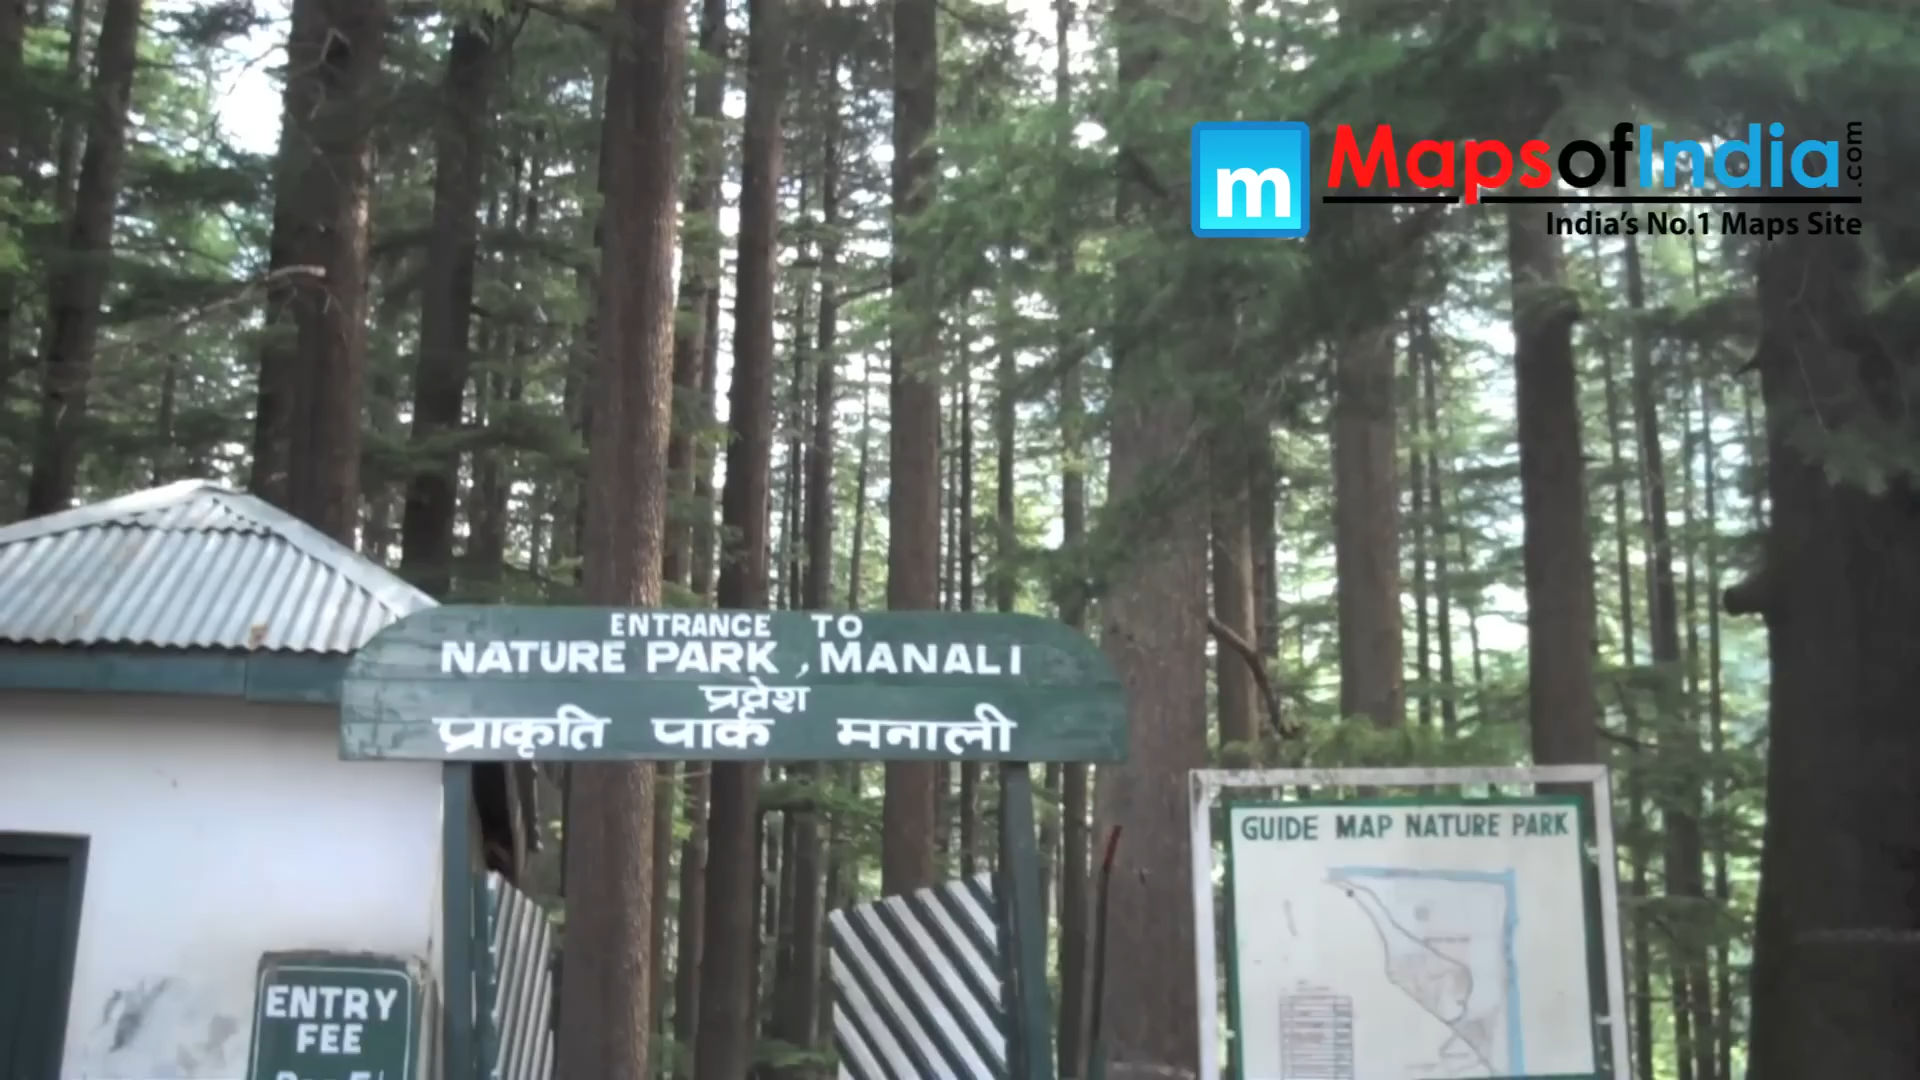 m MapsofIndia.com
India's No.1 Maps Site
ENTRANCE TO
NATURE PARK, MANALI
प्रवेश
प्राकृति पार्क मनाली
GUIDE MAP NATURE PARK
ENTRY
FEE